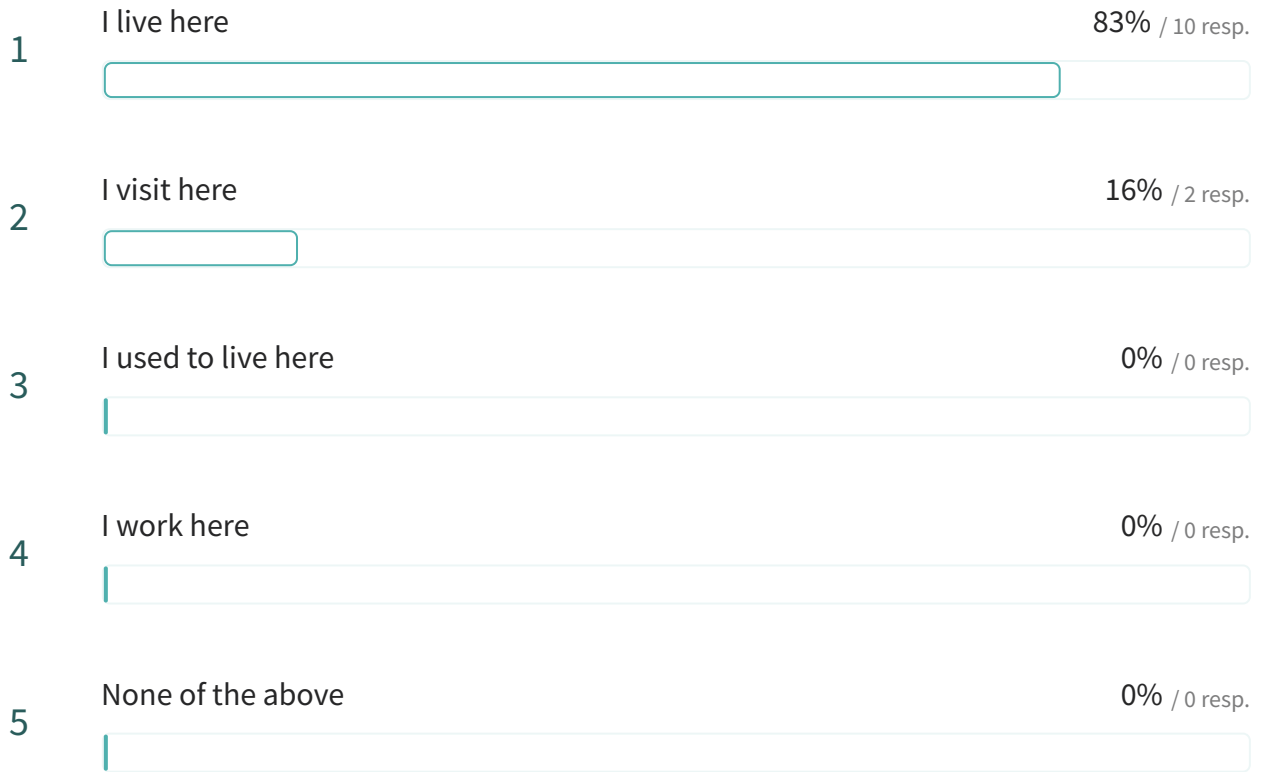 1
I live here 83% / 10 resp.
2
I visit here 16% / 2 resp.
3
I used to live here 0% / 0 resp.
4
I work here 0% / 0 resp.
5
None of the above 0% / 0 resp.